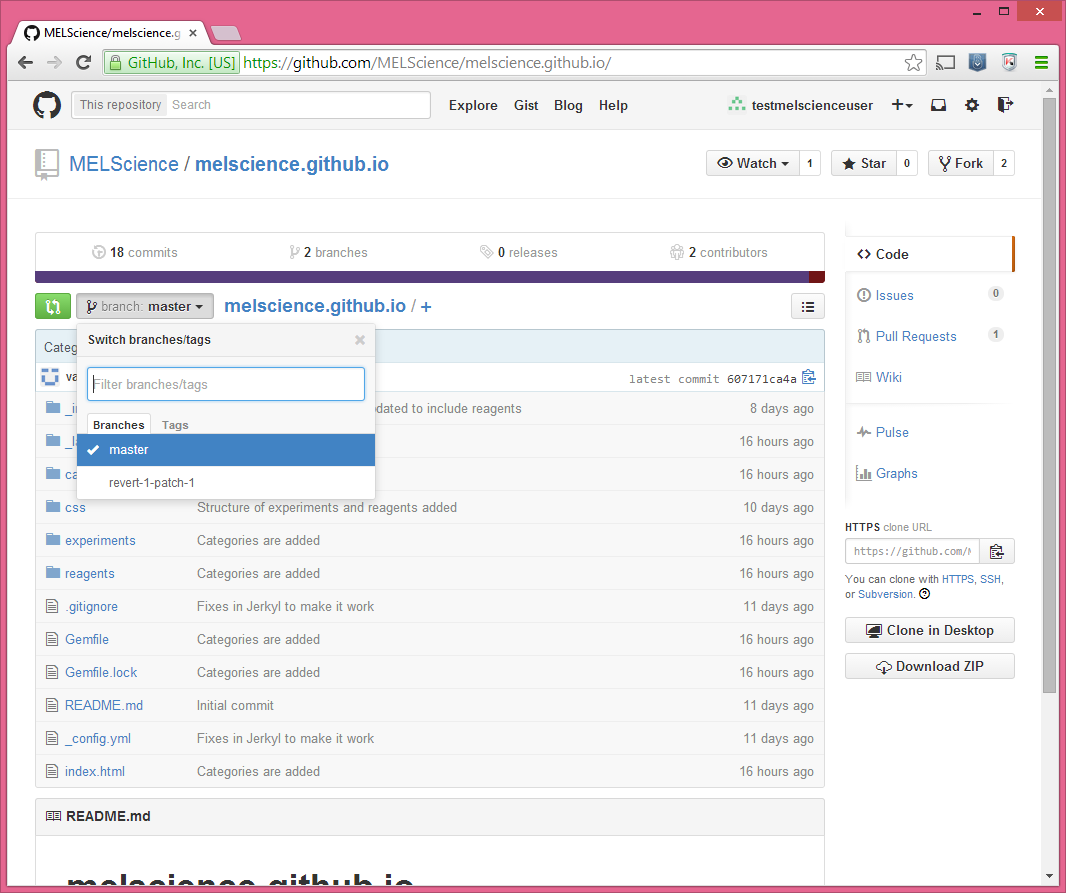 MELScience/melscience.g
GitHub, Inc. [US] https://github.com/MELScience/melscience.github.io/
This repository Search Explore Gist Blog Help testmelscienceuser
MELScience / melscience.github.io Watch 1 Star 0 Fork 2
18 commits 2 branches 0 releases 2 contributors
branch: master melscience.github.io / +
Switch branches/tags
Categ
Filter branches/tags
va
latest commit 607171ca4a
dated to include reagents 8 days ago
Branches Tags
16 hours ago
master
ca 16 hours ago
revert-1-patch-1
css Structure of experiments and reagents added 10 days ago
experiments Categories are added 16 hours ago
reagents Categories are added 16 hours ago
.gitignore Fixes in Jerkyl to make it work 11 days ago
Gemfile Categories are added 16 hours ago
Gemfile.lock Categories are added 16 hours ago
README.md Initial commit 11 days ago
_config.yml Fixes in Jerkyl to make it work 11 days ago
index.html Categories are added 16 hours ago
README.md
melscience.github.io
Code
Issues 0
Pull Requests 1
Wiki
Pulse
Graphs
HTTPS clone URL
https://github.com/
You can clone with HTTPS, SSH,
or Subversion.
Clone in Desktop
Download ZIP